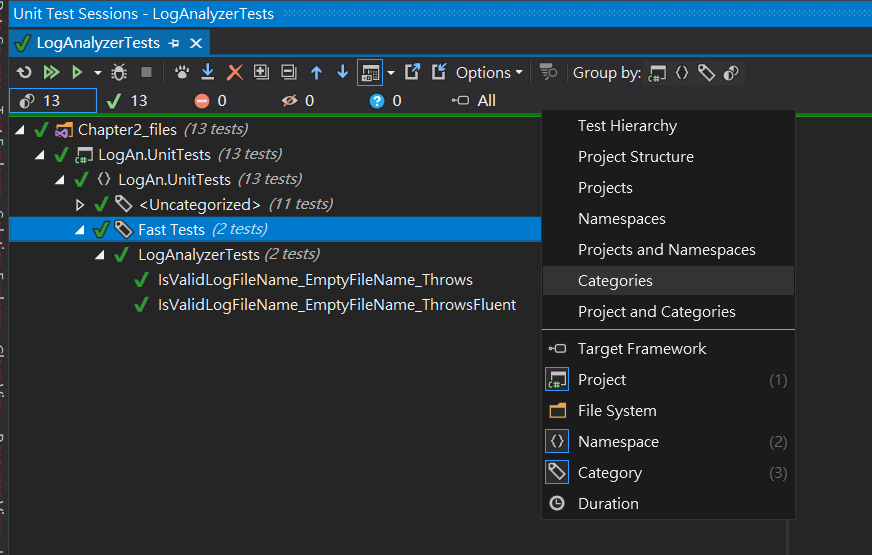 Unit Test Sessions - LogAnalyzerTests
LogAnalyzerTests
Options
Group by:
13
13
0
0
0
All
Chapter2_files (13 tests)
LogAn.UnitTests (13 tests)
LogAn.UnitTests (13 tests)
<Uncategorized> (11 tests)
Fast Tests (2 tests)
LogAnalyzerTests (2 tests)
IsValidLogFileName_EmptyFileName_Throws
IsValidLogFileName_EmptyFileName_ThrowsFluent
Test Hierarchy
Project Structure
Projects
Namespaces
Projects and Namespaces
Categories
Project and Categories
Target Framework
Project (1)
File System
Namespace (2)
Category (3)
Duration